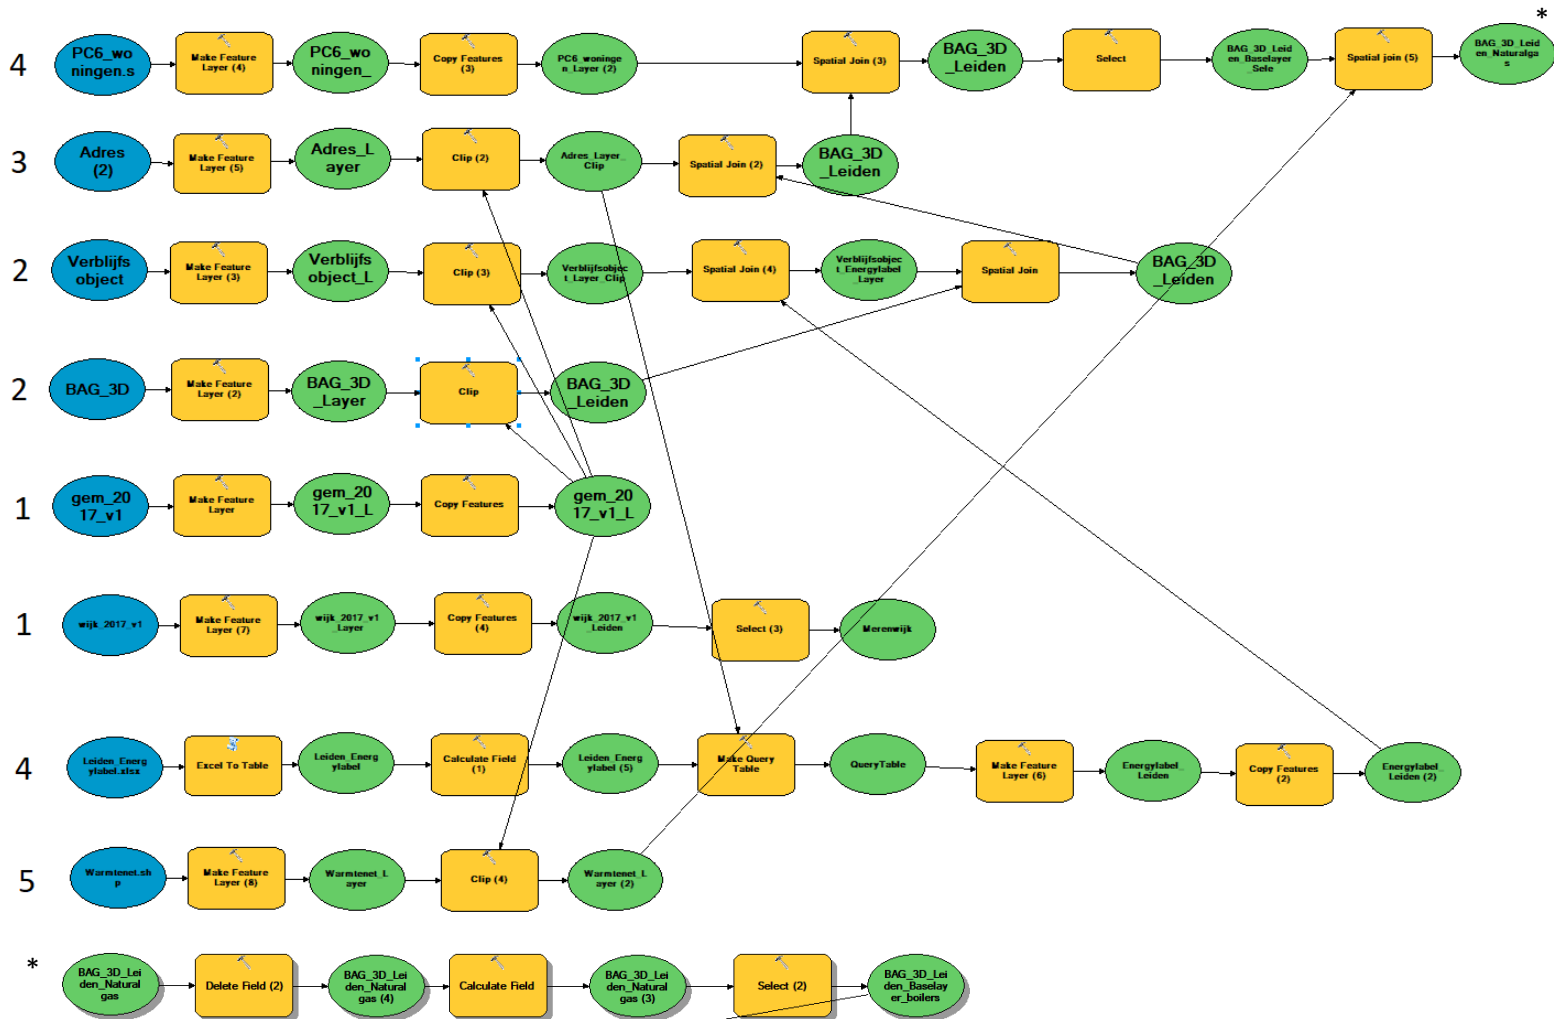 *
4
PC6_wo
ningen.s
Make Feature
Layer (4)
PC6_wo
ningen_
Copy Features
(3)
PC6_woninge
n_Layer (2)
Spatial Join (3)
BAG_3D
_Leiden
Select
BAG_3D_Leid
en_Baselayer
_Sele
Spatial join (5)
BAG_3D_Leid
en_Naturalga
s
3
Adres
(2)
Make Feature
Layer (5)
Adres_L
ayer
Clip (2)
Adres_Layer_
Clip
Spatial Join (2)
BAG_3D
_Leiden
2
Verblijfs
object
Make Feature
Layer (3)
Verblijfs
object_L
Clip (3)
Verblijfsobjec
t_Layer_Clip
Spatial Join (4)
Verblijfsobjec
t_Energylabel
_Layer
Spatial Join
BAG_3D
_Leiden
2
BAG_3D
Make Feature
Layer (2)
BAG_3D
_Layer
Clip
BAG_3D
_Leiden
1
gem_20
17_v1
Make Feature
Layer
gem_20
17_v1_L
Copy Features
gem_20
17_v1_L
1
wijk_2017_v1
Make Feature
Layer (7)
wijk_2017_v1
_Layer
Copy Features
(4)
wijk_2017_v1
_Leiden
Select (3)
Merenwijk
4
Leiden_Energ
ylabel.xlsx
Excel To Table
Leiden_Energ
ylabel
Calculate Field
(1)
Leiden_Energ
ylabel (5)
Make Query
Table
QueryTable
Make Feature
Layer (6)
Energylabel_
Leiden
Copy Features
(2)
Energylabel_
Leiden (2)
5
Warmtenet.sh
p
Make Feature
Layer (8)
Warmtenet_L
ayer
Clip (4)
Warmtenet_L
ayer (2)
*
BAG_3D_Lei
den_Natural
gas
Delete Field (2)
BAG_3D_Lei
den_Natural
gas (4)
Calculate Field
BAG_3D_Lei
den_Natural
gas (3)
Select (2)
BAG_3D_Lei
den_Baselay
er_boilers